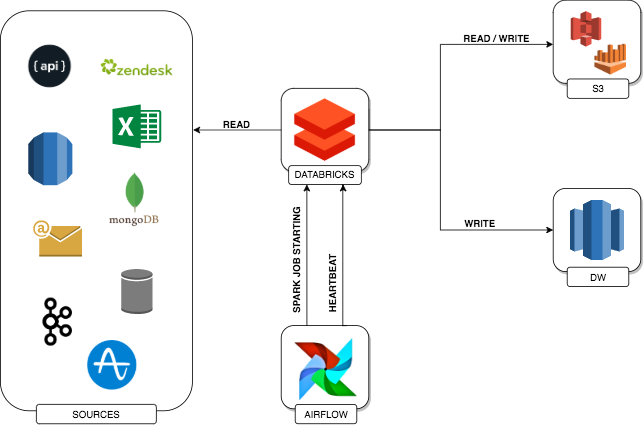 { api }
zendesk
X
mongoDB
@
SOURCES
READ
DATABRICKS
SPARK JOB STARTING
HEARTBEAT
AIRFLOW
READ / WRITE
S3
WRITE
DW